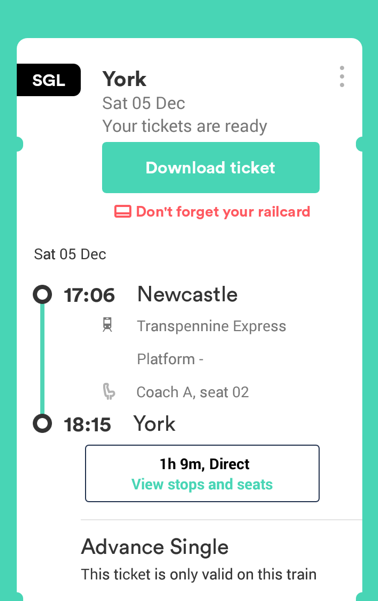 SGL
York
Sat 05 Dec
Your tickets are ready
Download ticket
Don't forget your railcard
Sat 05 Dec
17:06 Newcastle
Transpennine Express
Platform -
Coach A, seat 02
18:15 York
1h 9m, Direct
View stops and seats
Advance Single
This ticket is only valid on this train